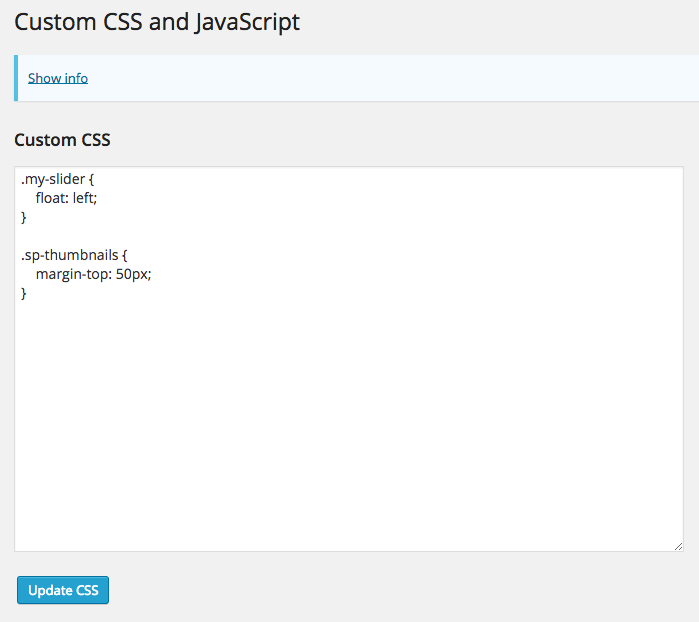 Custom CSS and JavaScript
Show info
Custom CSS
.my-slider {
    float: left;
}
.sp-thumbnails {
    margin-top: 50px;
}
Update CSS